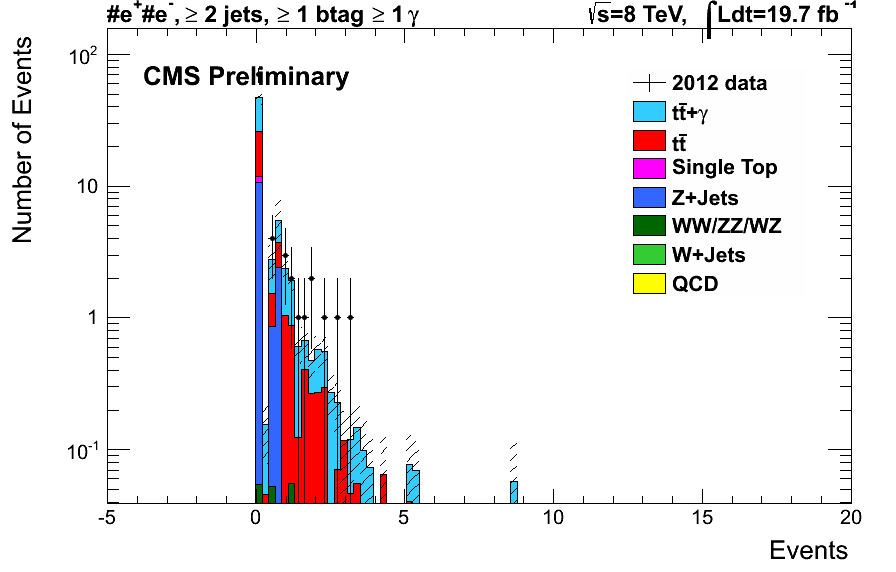 #e⁺#e⁻, ≥ 2 jets, ≥ 1 btag ≥ 1 γ
√s=8 TeV, ∫Ldt=19.7 fb⁻¹
CMS Preliminary
Number of Events
10²
10
1
10⁻¹
2012 data
tt̄+γ
tt̄
Single Top
Z+Jets
WW/ZZ/WZ
W+Jets
QCD
-5 0 5 10 15 20
Events